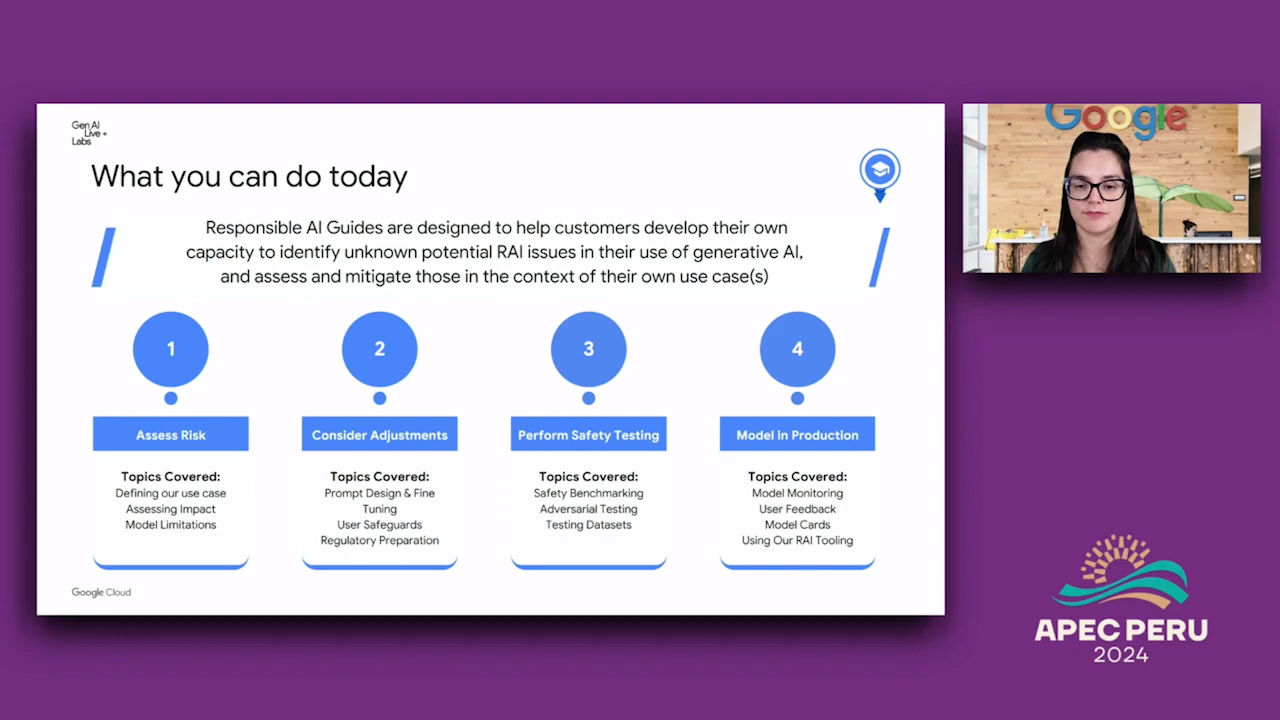 Gen AI
Live +
Labs
What you can do today
Responsible AI Guides are designed to help customers develop their own
capacity to identify unknown potential RAI issues in their use of generative AI,
and assess and mitigate those in the context of their own use case(s)
1
2
3
4
Assess Risk
Consider Adjustments
Perform Safety Testing
Model in Production
Topics Covered:
Defining our use case
Assessing Impact
Model Limitations
Topics Covered:
Prompt Design & Fine
Tuning
User Safeguards
Regulatory Preparation
Topics Covered:
Safety Benchmarking
Adversarial Testing
Testing Datasets
Topics Covered:
Model Monitoring
User Feedback
Model Cards
Using Our RAI Tooling
Google Cloud
Google
APEC PERU
2024